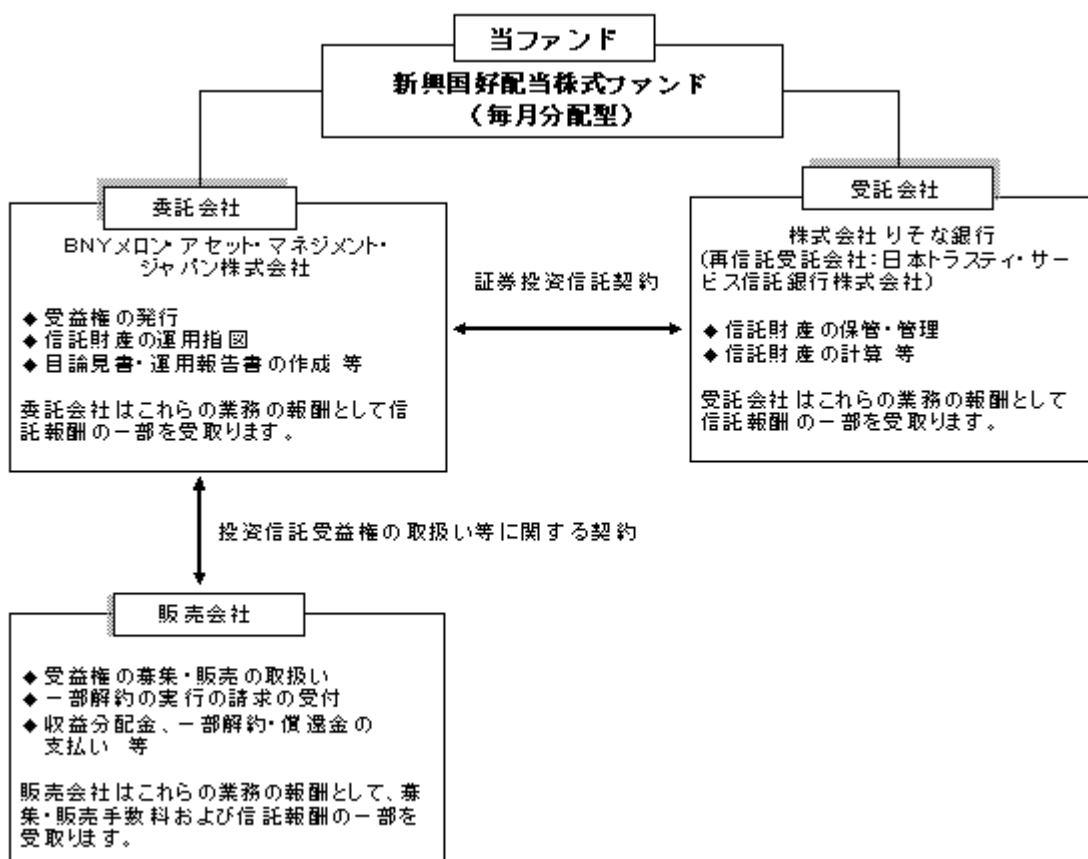 当ファンド
新興国好配当株式ファンド
（毎月分配型）
委託会社
BNYメロン・アセット・マネジメント・
ジャパン株式会社
◆ 受益権の発行
◆ 信託財産の運用指図
◆ 目論見書・運用報告書の作成 等
委託会社はこれらの業務の報酬として信
託報酬の一部を受取ります。
証券投資信託契約
受託会社
株式会社りそな銀行
（再信託受託会社：日本トラスティ・サー
ビス信託銀行株式会社）
◆ 信託財産の保管・管理
◆ 信託財産の計算 等
受託会社はこれらの業務の報酬として
信託報酬の一部を受取ります。
投資信託受益権の取扱い等に関する契約
販売会社
◆ 受益権の募集・販売の取扱い
◆ 一部解約の実行の請求の受付
◆ 収益分配金、一部解約・償還金の
支払い 等
販売会社はこれらの業務の報酬として、募
集・販売手数料および信託報酬の一部を
受取ります。